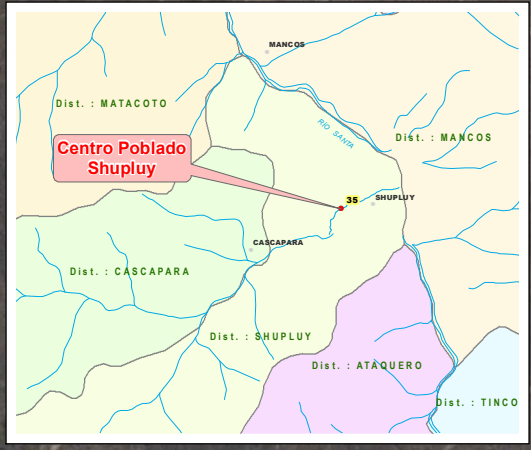 MANCOS
Dist. : MATACOTO
RIO SANTA
Dist. : MANCOS
Centro Poblado
Shupluy
35
SHUPLUY
CASCAPARA
Dist. : CASCAPARA
Dist. : SHUPLUY
Dist. : ATAQUERO
Dist. : TINCO